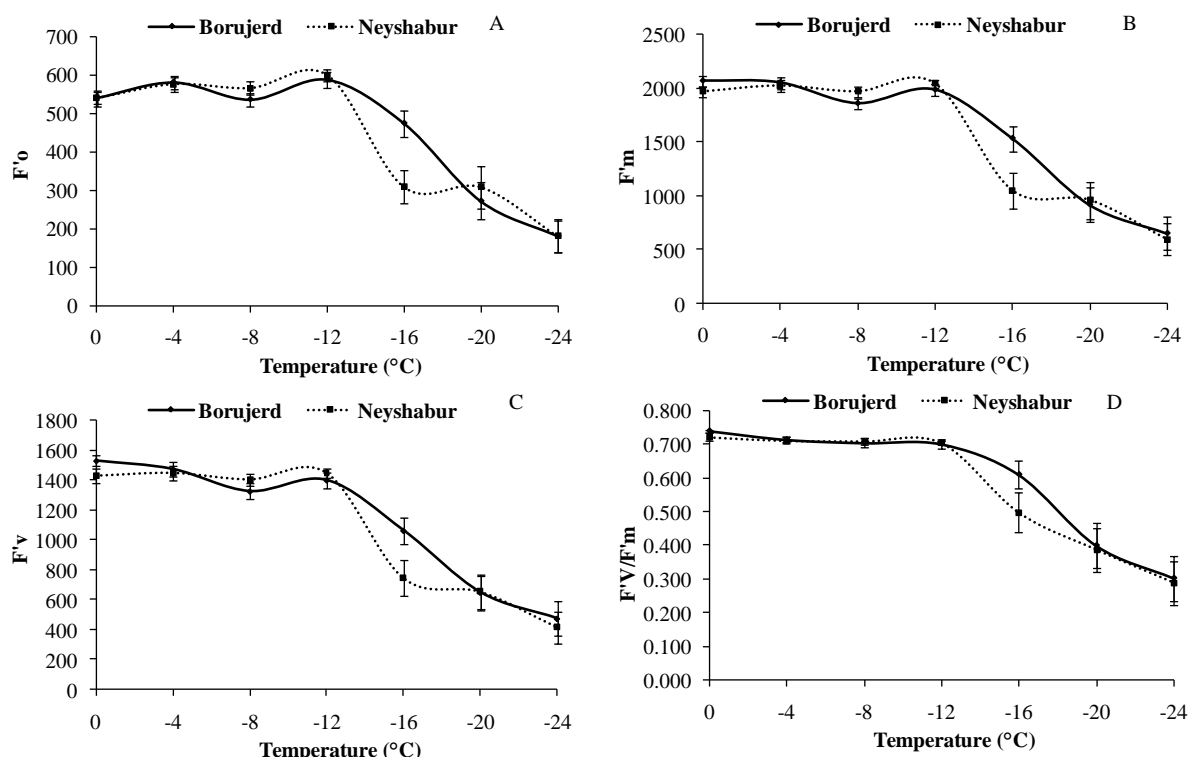 Borujerd Neyshabur A
700
600
500
400
300
200
100
0
F'o
0 -4 -8 -12 -16 -20 -24
Temperature (°C)
Borujerd Neyshabur B
2500
2000
1500
1000
500
0
F'm
0 -4 -8 -12 -16 -20 -24
Temperature (°C)
Borujerd Neyshabur C
1800
1600
1400
1200
1000
800
600
400
200
0
F'v
0 -4 -8 -12 -16 -20 -24
Temperature (°C)
Borujerd Neyshabur D
0.800
0.700
0.600
0.500
0.400
0.300
0.200
0.100
0.000
F'V/F'm
0 -4 -8 -12 -16 -20 -24
Temperature (°C)